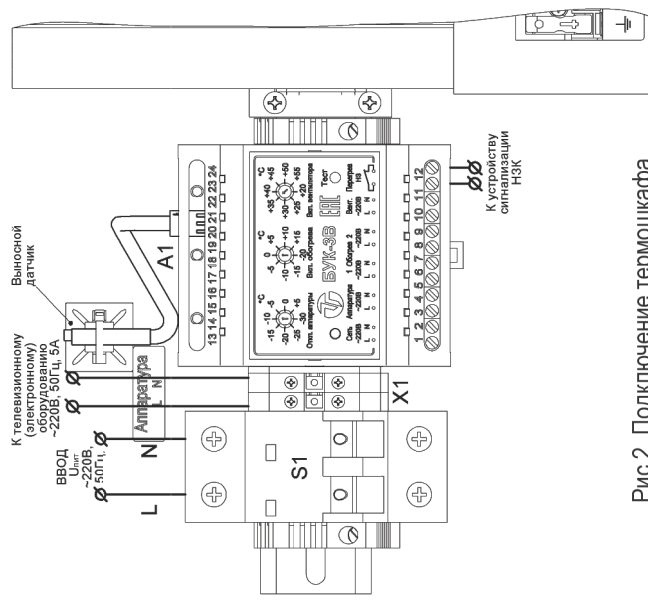 Выносной
датчик
К телевизионному
(электронному)
оборудованию
~220В, 50Гц, 5А
ВВОД
Uпит
~220В,
50Гц,
L
N
Аппаратура
L N
A1
13 14 15 16 17 18 19 20 21 22 23 24
°C
-15 -10 -5
-20 0
-25 -30 +5
Откл. аппаратуры
°C
-5 0 +5
-10 +10
-15 -20 +15
Вкл. обогрева
°C
+35 +40 +45
+30 +50
+25 +20 +55
Вкл. вентилятора
БУК-3В
EAC
Тест
Сеть Аппаратура 1 Обогрев 2 Вент. Перегрев
~220В ~220В ~220В ~220В ~220В НЗ
L N L N L N L N L N
1 2 3 4 5 6 7 8 9 10 11 12
S1
X1
К устройству
сигнализации
НЗК
Рис.2 Подключение термошкафа